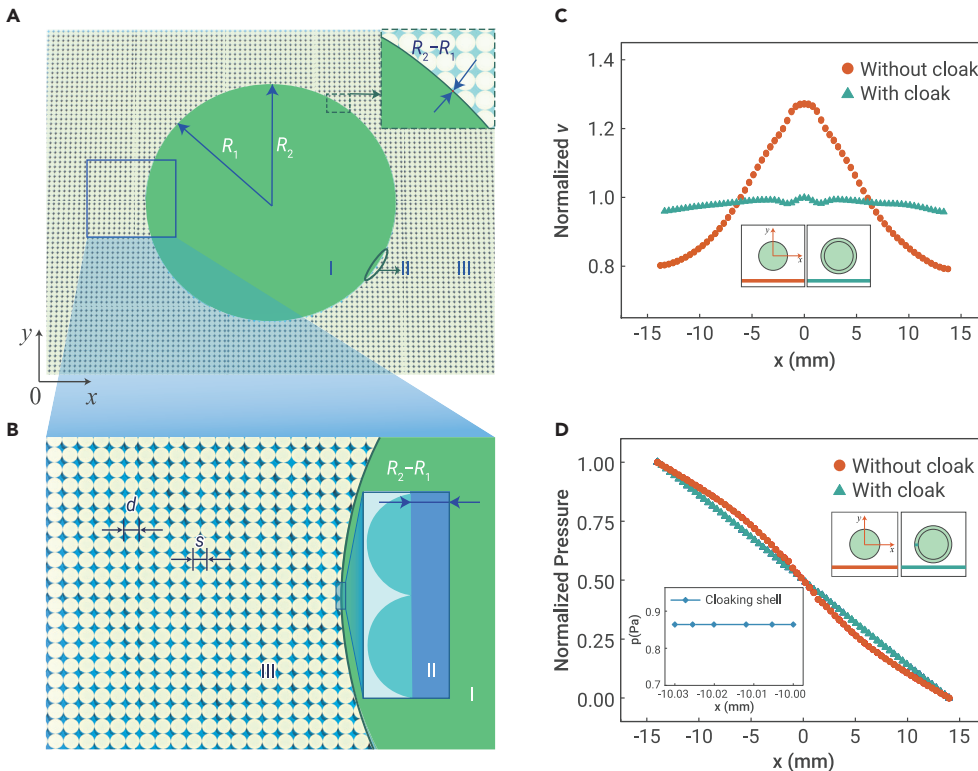 A
R₂−R₁
R₁
R₂
I
II
III
y
0
x
B
R₂−R₁
d
s
III
II
I
C
1.4
Without cloak
With cloak
1.2
Normalized v
1.0
y
x
0.8
-15
-10
-5
0
5
10
15
x (mm)
D
1.00
Without cloak
With cloak
0.75
y
x
Normalized Pressure
0.50
0.9
Cloaking shell
p(Pa)
0.8
0.25
0.7
-10.03
-10.02
-10.01
-10.00
x (mm)
0.00
-15
-10
-5
0
5
10
15
x (mm)